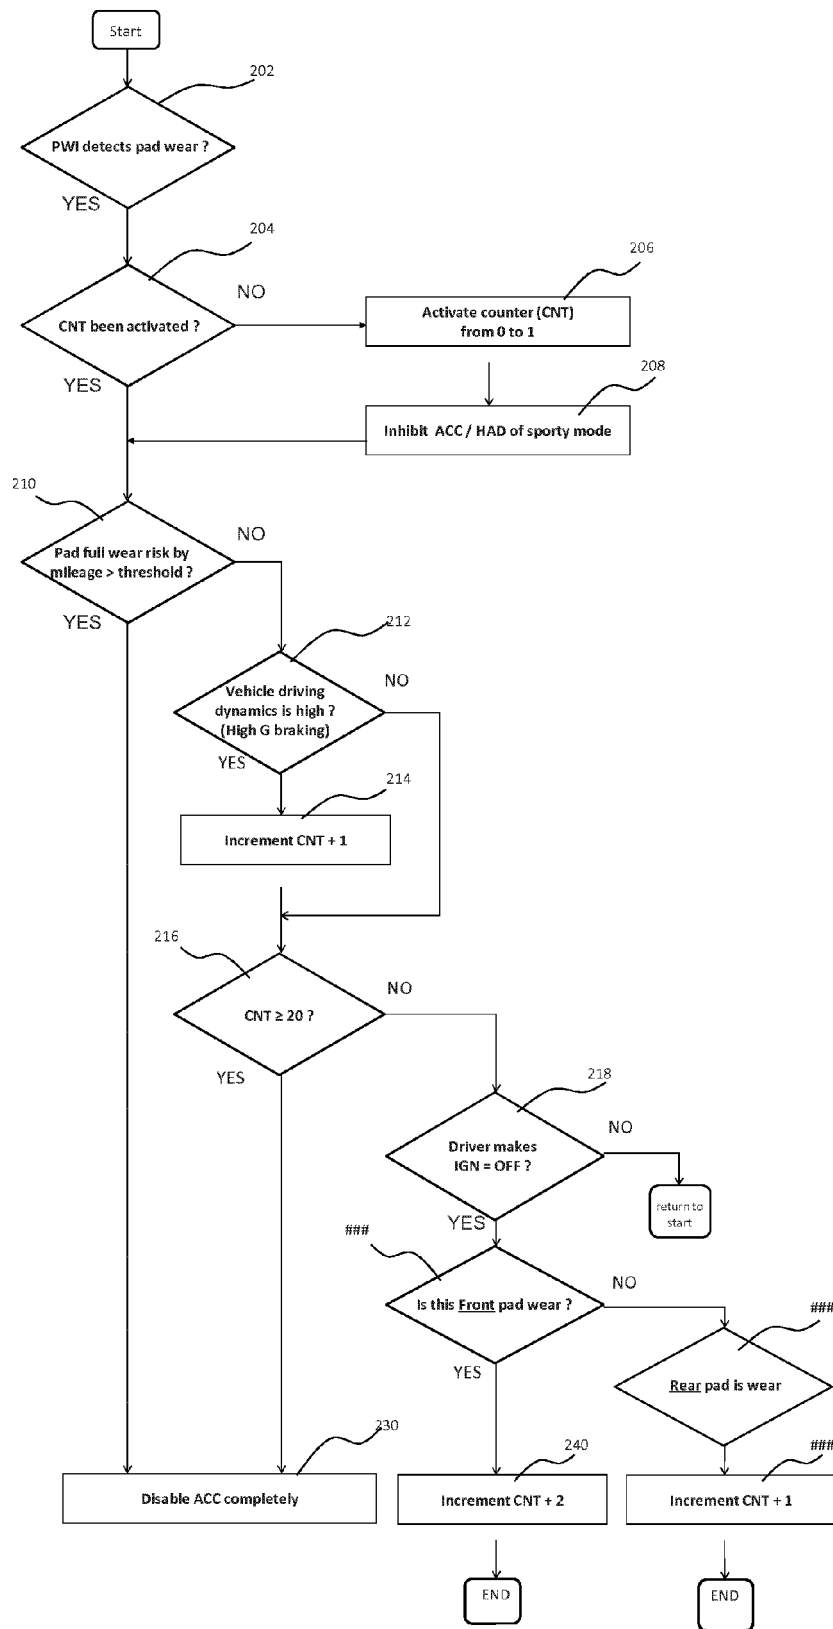 Start
202
PWI detects pad wear ?
YES
204
CNT been activated ?
NO
YES
206
Activate counter (CNT)
from 0 to 1
208
Inhibit ACC / HAD of sporty mode
210
Pad full wear risk by
mileage > threshold ?
NO
YES
212
Vehicle driving
dynamics is high ?
(High G braking)
NO
YES
214
Increment CNT + 1
216
CNT ≥ 20 ?
NO
YES
218
Driver makes
IGN = OFF ?
NO
YES
return to
start
###
Is this Front pad wear ?
NO
YES
###
Rear pad is wear
230
Disable ACC completely
240
Increment CNT + 2
###
Increment CNT + 1
END
END